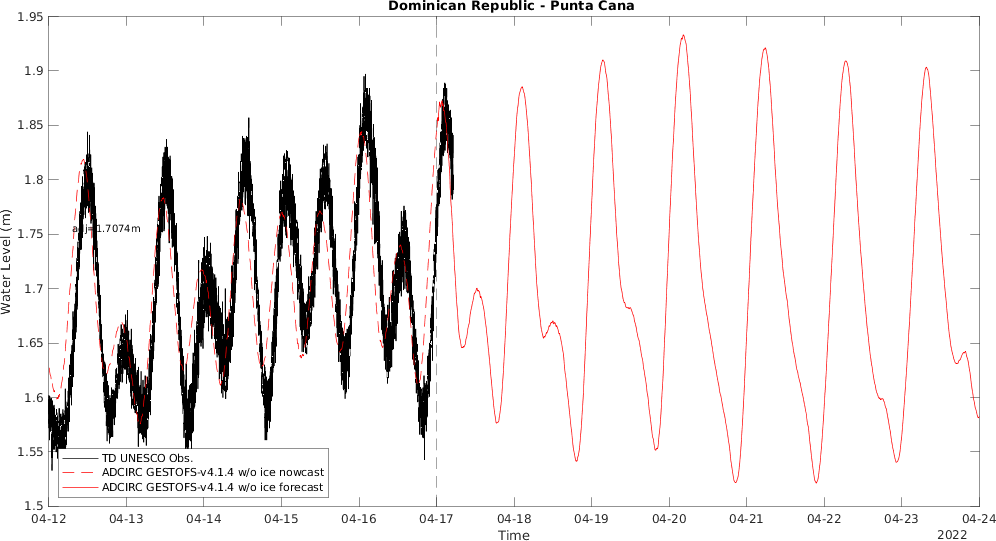 Dominican Republic - Punta Cana
1.95
1.9
1.85
1.8
1.75
1.7
1.65
1.6
1.55
1.5
Water Level (m)
1.7074m
TD UNESCO Obs.
ADCIRC GESTOFS-v4.1.4 w/o ice nowcast
ADCIRC GESTOFS-v4.1.4 w/o ice forecast
04-12 04-13 04-14 04-15 04-16 04-17 04-18 04-19 04-20 04-21 04-22 04-23 04-24
Time
2022